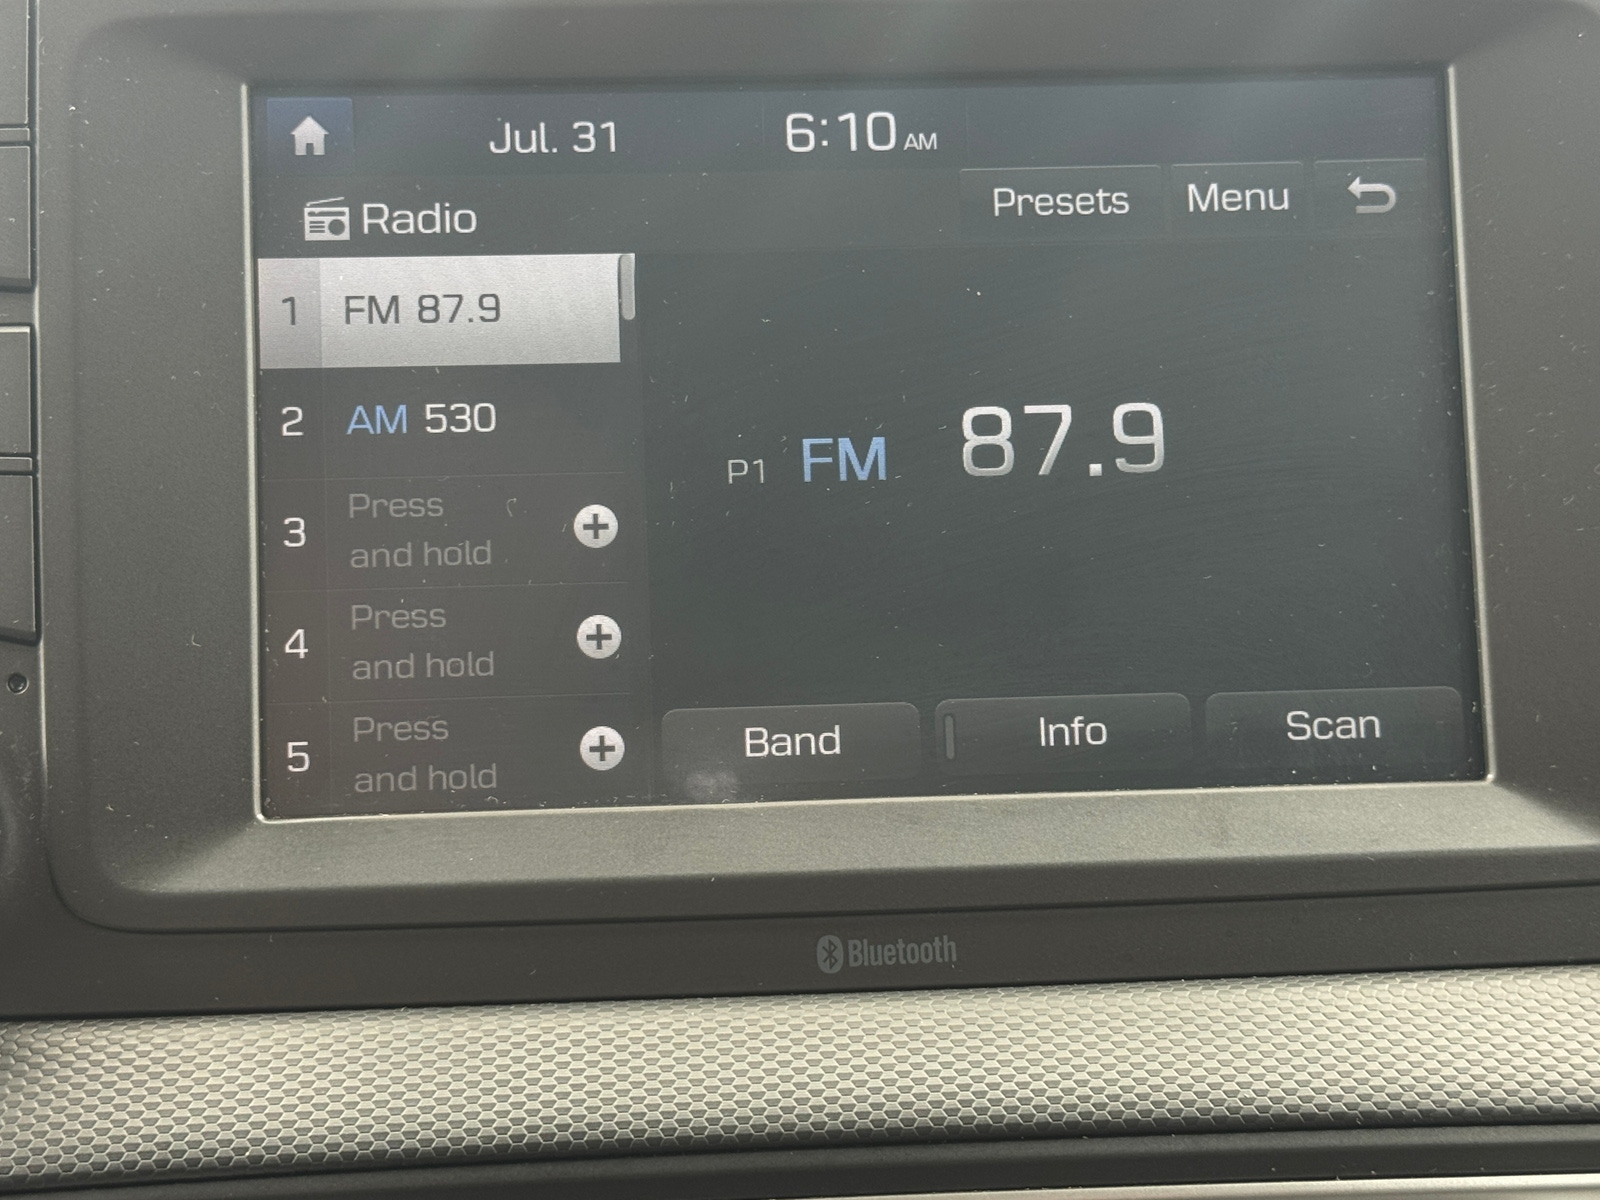 Jul. 31 6:10 AM
Radio Presets Menu
1 FM 87.9
2 AM 530
P1 FM 87.9
3 Press
and hold
4 Press
and hold
5 Press
and hold
Band Info Scan
Bluetooth